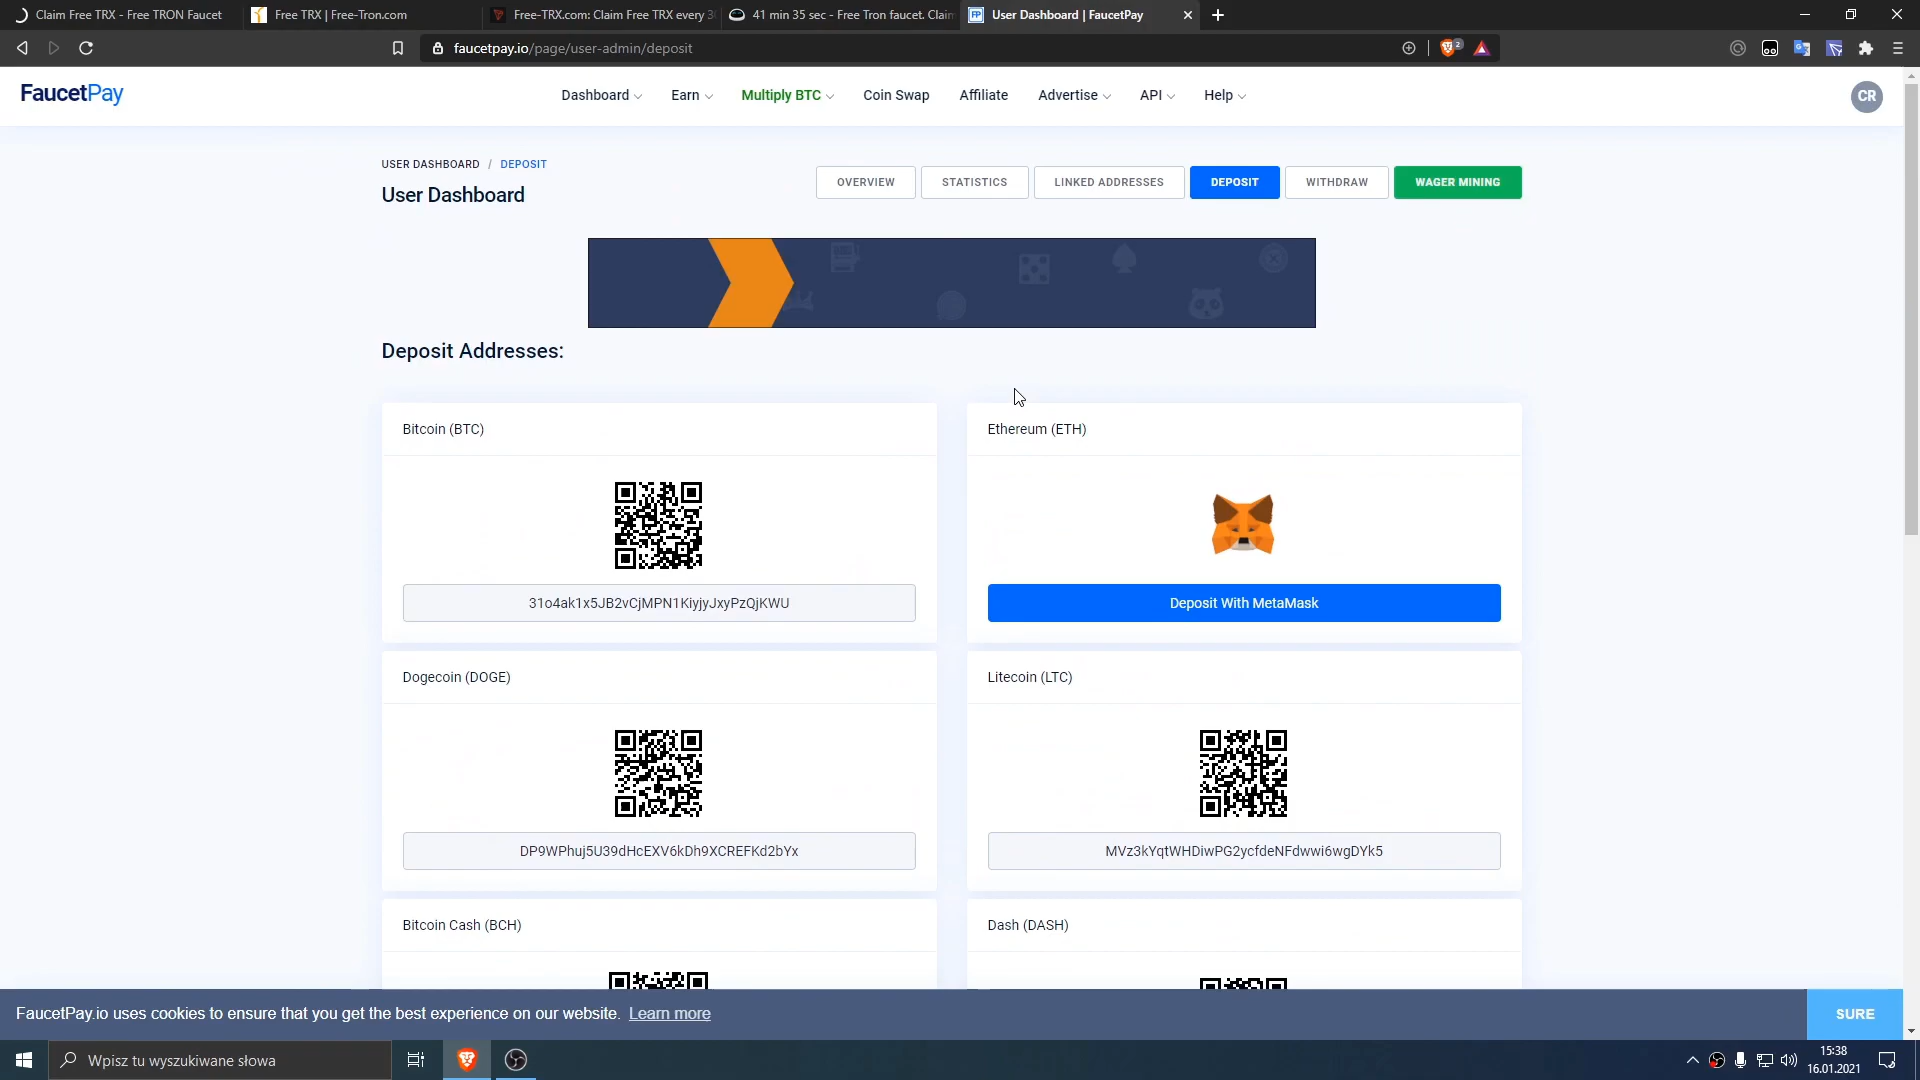 Claim Free TRX - Free TRON Faucet
Free TRX | Free-Tron.com
Free-TRX.com: Claim Free TRX every 3
41 min 35 sec - Free Tron faucet. Claim
User Dashboard | FaucetPay
faucetpay.io/page/user-admin/deposit
2
FaucetPay
Dashboard
Earn
Multiply BTC
Coin Swap
Affiliate
Advertise
API
Help
CR
USER DASHBOARD / DEPOSIT
User Dashboard
OVERVIEW
STATISTICS
LINKED ADDRESSES
DEPOSIT
WITHDRAW
WAGER MINING
Deposit Addresses:
Bitcoin (BTC)
31o4ak1x5JB2vCjMPN1KiyjyJxyPzQjKWU
Ethereum (ETH)
Deposit With MetaMask
Dogecoin (DOGE)
DP9WPhuj5U39dHcEXV6kDh9XCREFKd2bYx
Litecoin (LTC)
MVz3kYqtWHDiwPG2ycfdeNFdwwi6wgDYk5
Bitcoin Cash (BCH)
Dash (DASH)
FaucetPay.io uses cookies to ensure that you get the best experience on our website. Learn more
SURE
Wpisz tu wyszukiwane słowa
15:38
16.01.2021